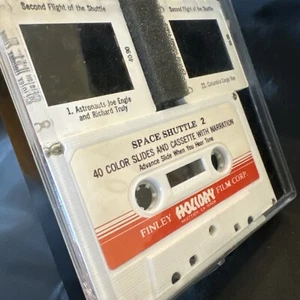 Second Flight of the Shuttle
1. Astronauts Joe Engle
and Richard Truly
Second Flight of the Shuttle
SPACE SHUTTLE 2
40 COLOR SLIDES AND CASSETTE WITH NARRATION
Advance Slide When You Hear Tone
FINLEY HOLIDAY FILM CORP.